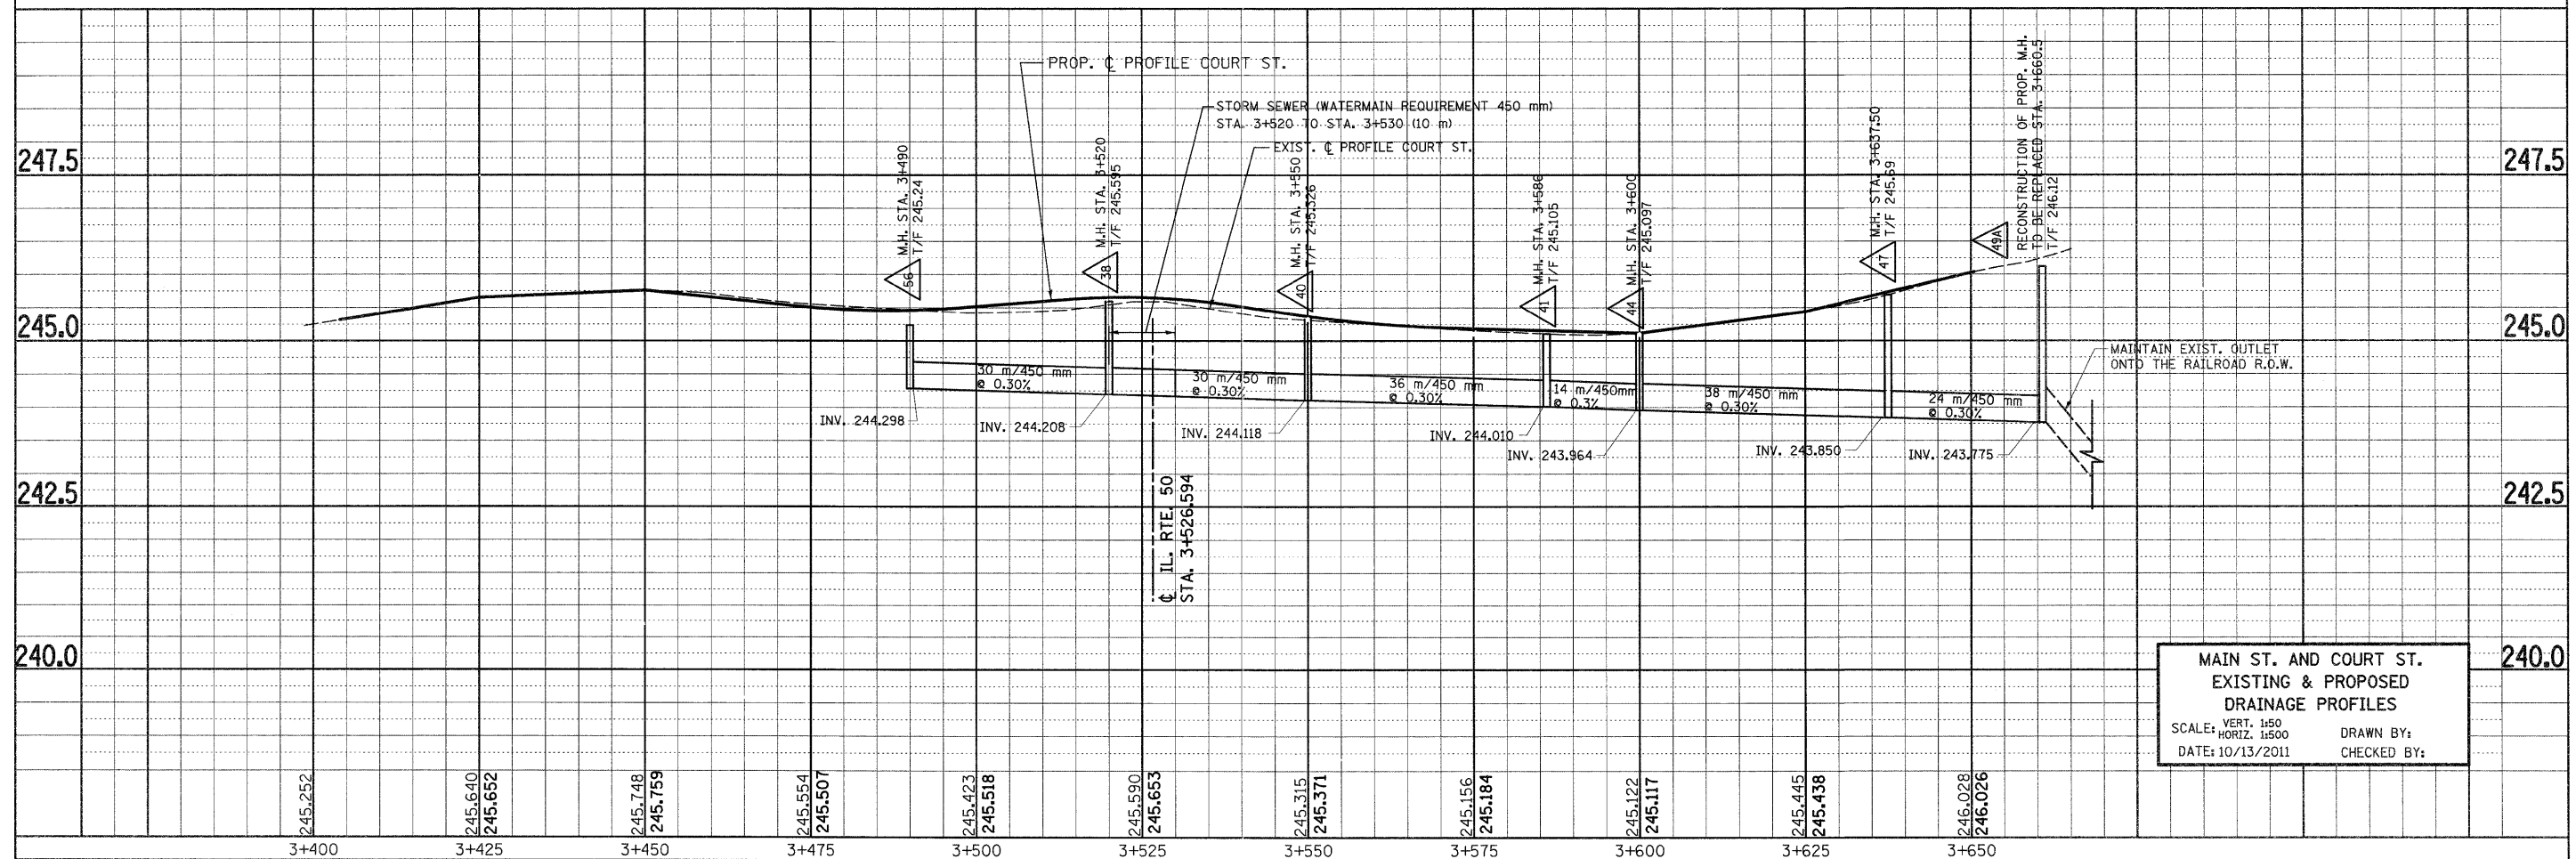 PROP. ℄ PROFILE COURT ST.
STORM SEWER (WATERMAIN REQUIREMENT 450 mm)
STA. 3+520 TO STA. 3+530 (10 m)
EXIST. ℄ PROFILE COURT ST.
247.5
247.5
245.0
245.0
242.5
242.5
240.0
240.0
56
M.H. STA. 3+490
T/F 245.24
38
M.H. STA. 3+520
T/F 245.595
40
M.H. STA. 3+550
T/F 245.326
41
M.H. STA. 3+586
T/F 245.105
44
M.H. STA. 3+600
T/F 245.097
47
M.H. STA. 3+637.50
T/F 245.69
49A
RECONSTRUCTION OF PROP. M.H.
TO BE REPLACED STA. 3+660.5
T/F 246.12
MAINTAIN EXIST. OUTLET
ONTO THE RAILROAD R.O.W.
30 m/450 mm
@ 0.30%
30 m/450 mm
@ 0.30%
36 m/450 mm
@ 0.30%
14 m/450mm
@ 0.3%
38 m/450 mm
@ 0.30%
24 m/450 mm
@ 0.30%
INV. 244.298
INV. 244.208
INV. 244.118
INV. 244.010
INV. 243.964
INV. 243.850
INV. 243.775
℄ IL. RTE. 50
STA. 3+526.594
MAIN ST. AND COURT ST.
EXISTING & PROPOSED
DRAINAGE PROFILES
SCALE: VERT. 1:50
HORIZ. 1:500
DRAWN BY:
DATE: 10/13/2011
CHECKED BY:
245.252
245.640
245.652
245.748
245.759
245.554
245.507
245.423
245.518
245.590
245.653
245.315
245.371
245.156
245.184
245.122
245.117
245.445
245.438
246.028
246.026
3+400
3+425
3+450
3+475
3+500
3+525
3+550
3+575
3+600
3+625
3+650